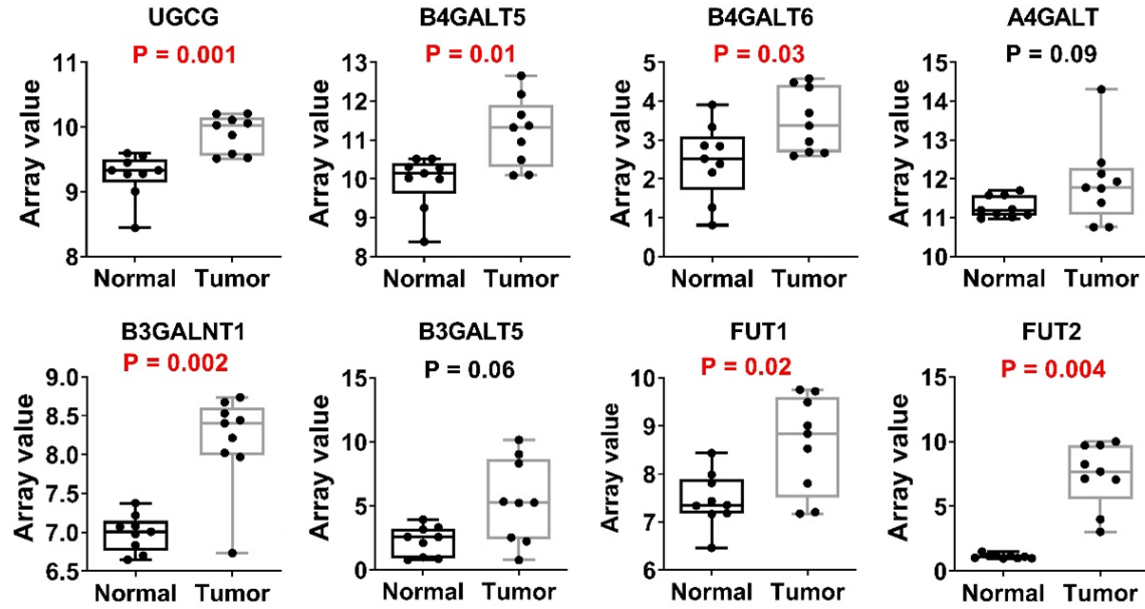 UGCG
P = 0.001
Array value
11
10
9
8
Normal Tumor
B4GALT5
P = 0.01
Array value
13
12
11
10
9
8
Normal Tumor
B4GALT6
P = 0.03
Array value
5
4
3
2
1
0
Normal Tumor
A4GALT
P = 0.09
Array value
15
14
13
12
11
10
Normal Tumor
B3GALNT1
P = 0.002
Array value
9.0
8.5
8.0
7.5
7.0
6.5
Normal Tumor
B3GALT5
P = 0.06
Array value
15
10
5
0
Normal Tumor
FUT1
P = 0.02
Array value
10
9
8
7
6
Normal Tumor
FUT2
P = 0.004
Array value
15
10
5
0
Normal Tumor